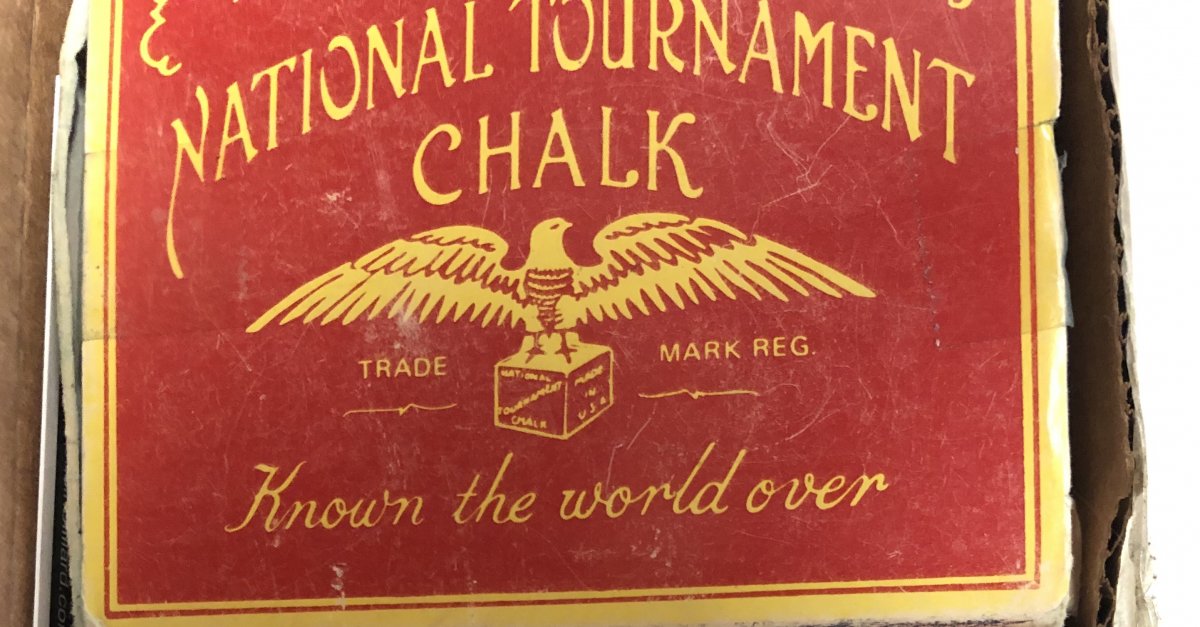 NATIONAL TOURNAMENT
CHALK
TRADE MARK REG.
NATIONAL
TOURNAMENT
CHALK
MADE
IN
U.S.A
Known the world over